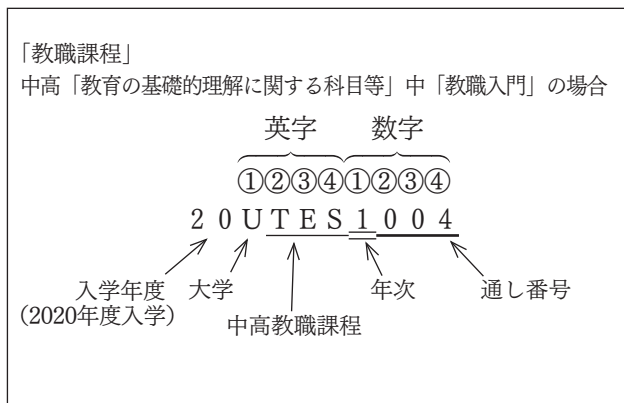 「教職課程」
中高「教育の基礎的理解に関する科目等」中「教職入門」の場合
英字 数字
①②③④①②③④
20UTES1004
入学年度 大学 年次 通し番号
(2020年度入学) 中高教職課程